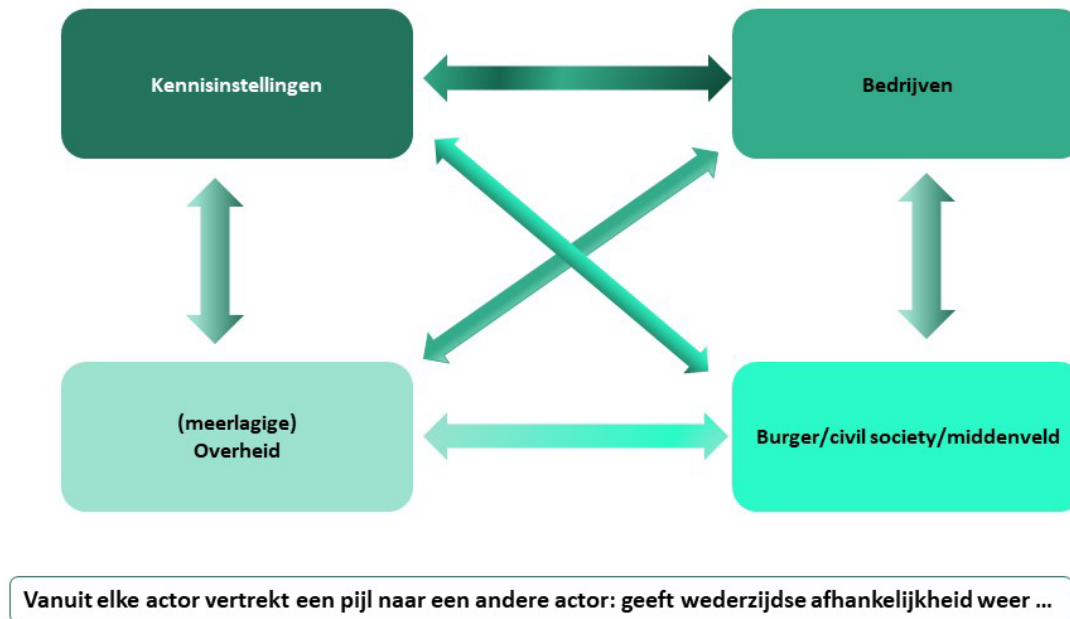 Kennisinstellingen
Bedrijven
(meerlagige)
Overheid
Burger/civil society/middenveld
Vanuit elke actor vertrekt een pijl naar een andere actor: geeft wederzijdse afhankelijkheid weer ...